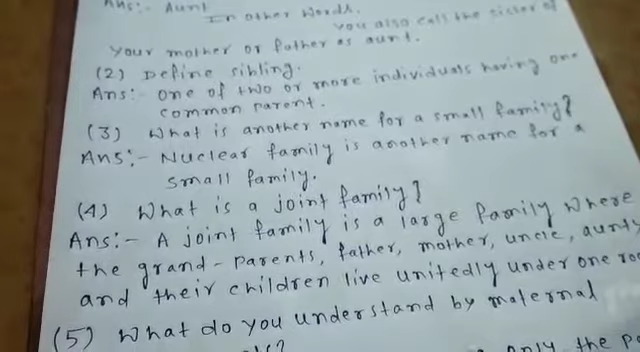 Ans:- Aunt
In other words.
you also call the sister of
your mother or father as aunt.
(2) Define sibling.
Ans:- one of two or more individuals having one
common parent.
(3) What is another name for a small family?
Ans:- Nuclear family is another name for a
small family.
(4) What is a joint family?
Ans:- A joint family is a large family where
the grand-parents, father, mother, uncle, aunty
and their children live unitedly under one
(5) What do you understand by maternal
only the